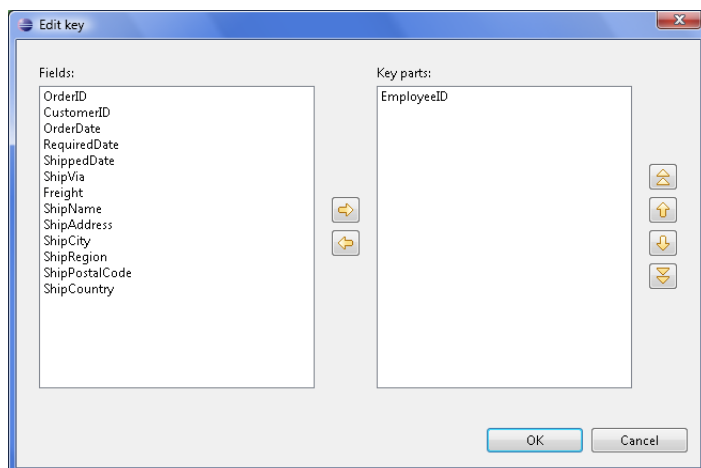 Edit key
Fields:
OrderID
CustomerID
OrderDate
RequiredDate
ShippedDate
ShipVia
Freight
ShipName
ShipAddress
ShipCity
ShipRegion
ShipPostalCode
ShipCountry
Key parts:
EmployeeID
OK
Cancel